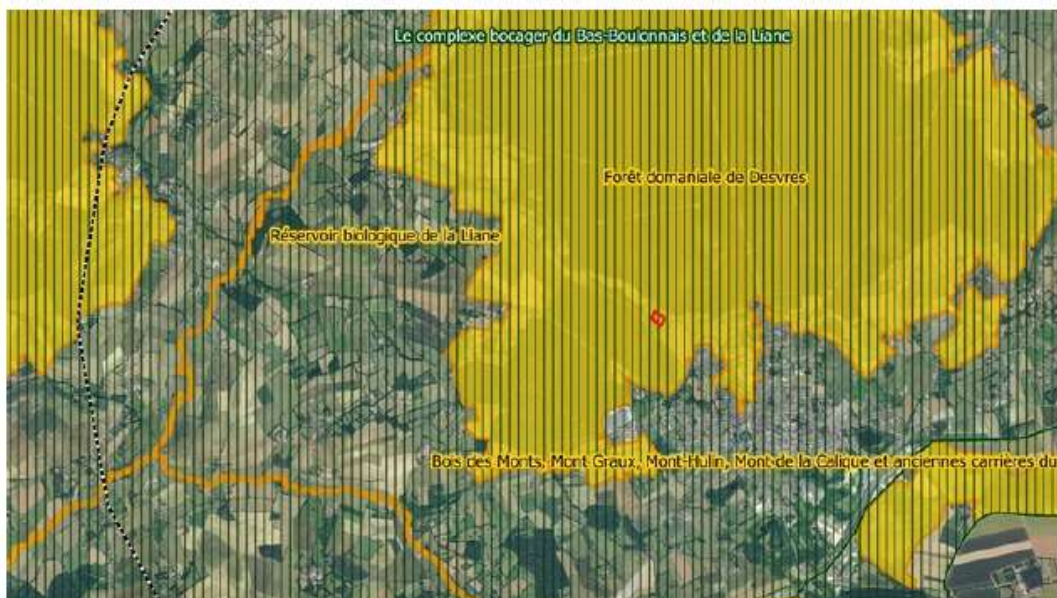 Le complexe bocager du Bas-Boulonnais et de la Liane
Forêt domaniale de Desvres
Réservoir biologique de la Liane
5
Bois des Monts, Mont Graux, Mont-Hulin, Mont de la Calique et anciennes carrières du